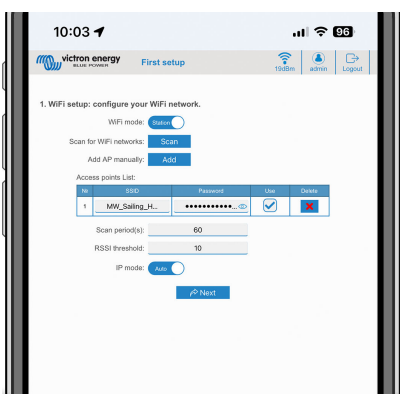 10:03
96
victron energy
BLUE POWER
First setup
19dBm
admin
Logout
1. WiFi setup: configure your WiFi network.
WiFi mode: Station
Scan for WiFi networks: Scan
Add AP manually: Add
Access points List:
Nr SSID Password Use Delete
1 MW_Sailing_H... •••••••••••...
Scan period(s): 60
RSSI threshold: 10
IP mode: Auto
Next